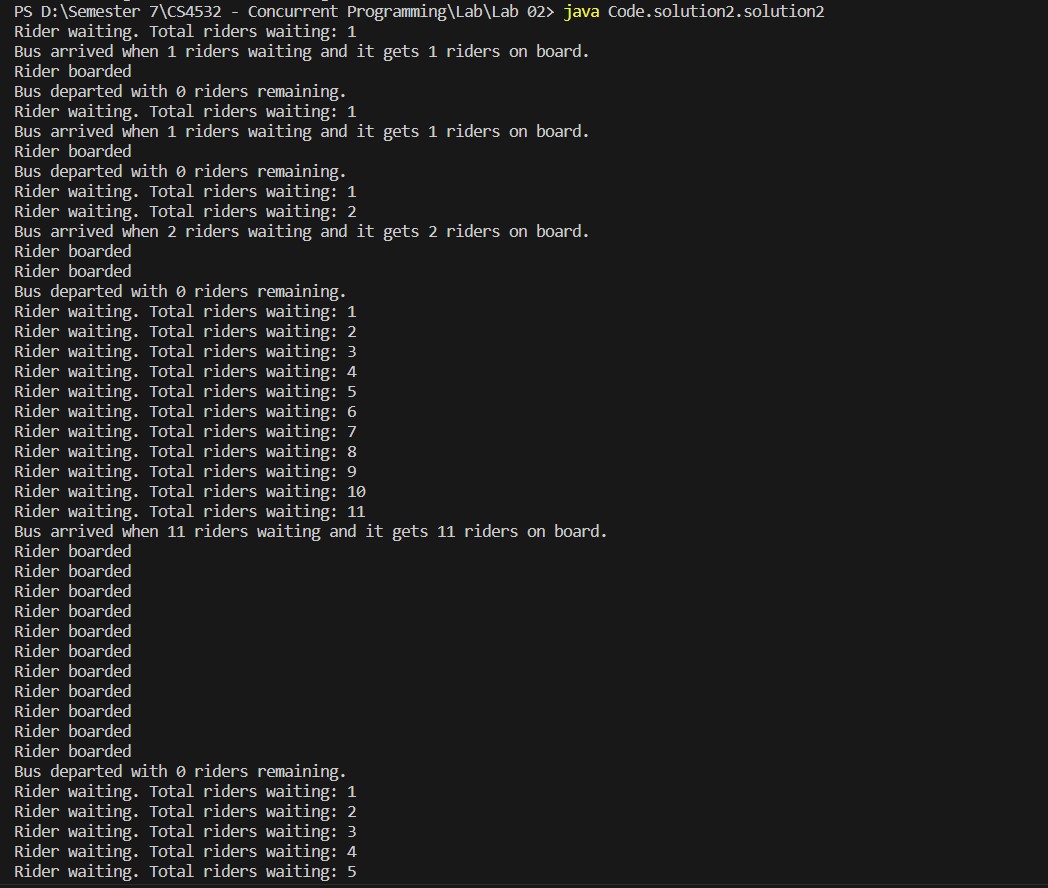 PS D:\Semester 7\CS4532 - Concurrent Programming\Lab\Lab 02> java Code.solution2.solution2
Rider waiting. Total riders waiting: 1
Bus arrived when 1 riders waiting and it gets 1 riders on board.
Rider boarded
Bus departed with 0 riders remaining.
Rider waiting. Total riders waiting: 1
Bus arrived when 1 riders waiting and it gets 1 riders on board.
Rider boarded
Bus departed with 0 riders remaining.
Rider waiting. Total riders waiting: 1
Rider waiting. Total riders waiting: 2
Bus arrived when 2 riders waiting and it gets 2 riders on board.
Rider boarded
Rider boarded
Bus departed with 0 riders remaining.
Rider waiting. Total riders waiting: 1
Rider waiting. Total riders waiting: 2
Rider waiting. Total riders waiting: 3
Rider waiting. Total riders waiting: 4
Rider waiting. Total riders waiting: 5
Rider waiting. Total riders waiting: 6
Rider waiting. Total riders waiting: 7
Rider waiting. Total riders waiting: 8
Rider waiting. Total riders waiting: 9
Rider waiting. Total riders waiting: 10
Rider waiting. Total riders waiting: 11
Bus arrived when 11 riders waiting and it gets 11 riders on board.
Rider boarded
Rider boarded
Rider boarded
Rider boarded
Rider boarded
Rider boarded
Rider boarded
Rider boarded
Rider boarded
Rider boarded
Rider boarded
Bus departed with 0 riders remaining.
Rider waiting. Total riders waiting: 1
Rider waiting. Total riders waiting: 2
Rider waiting. Total riders waiting: 3
Rider waiting. Total riders waiting: 4
Rider waiting. Total riders waiting: 5